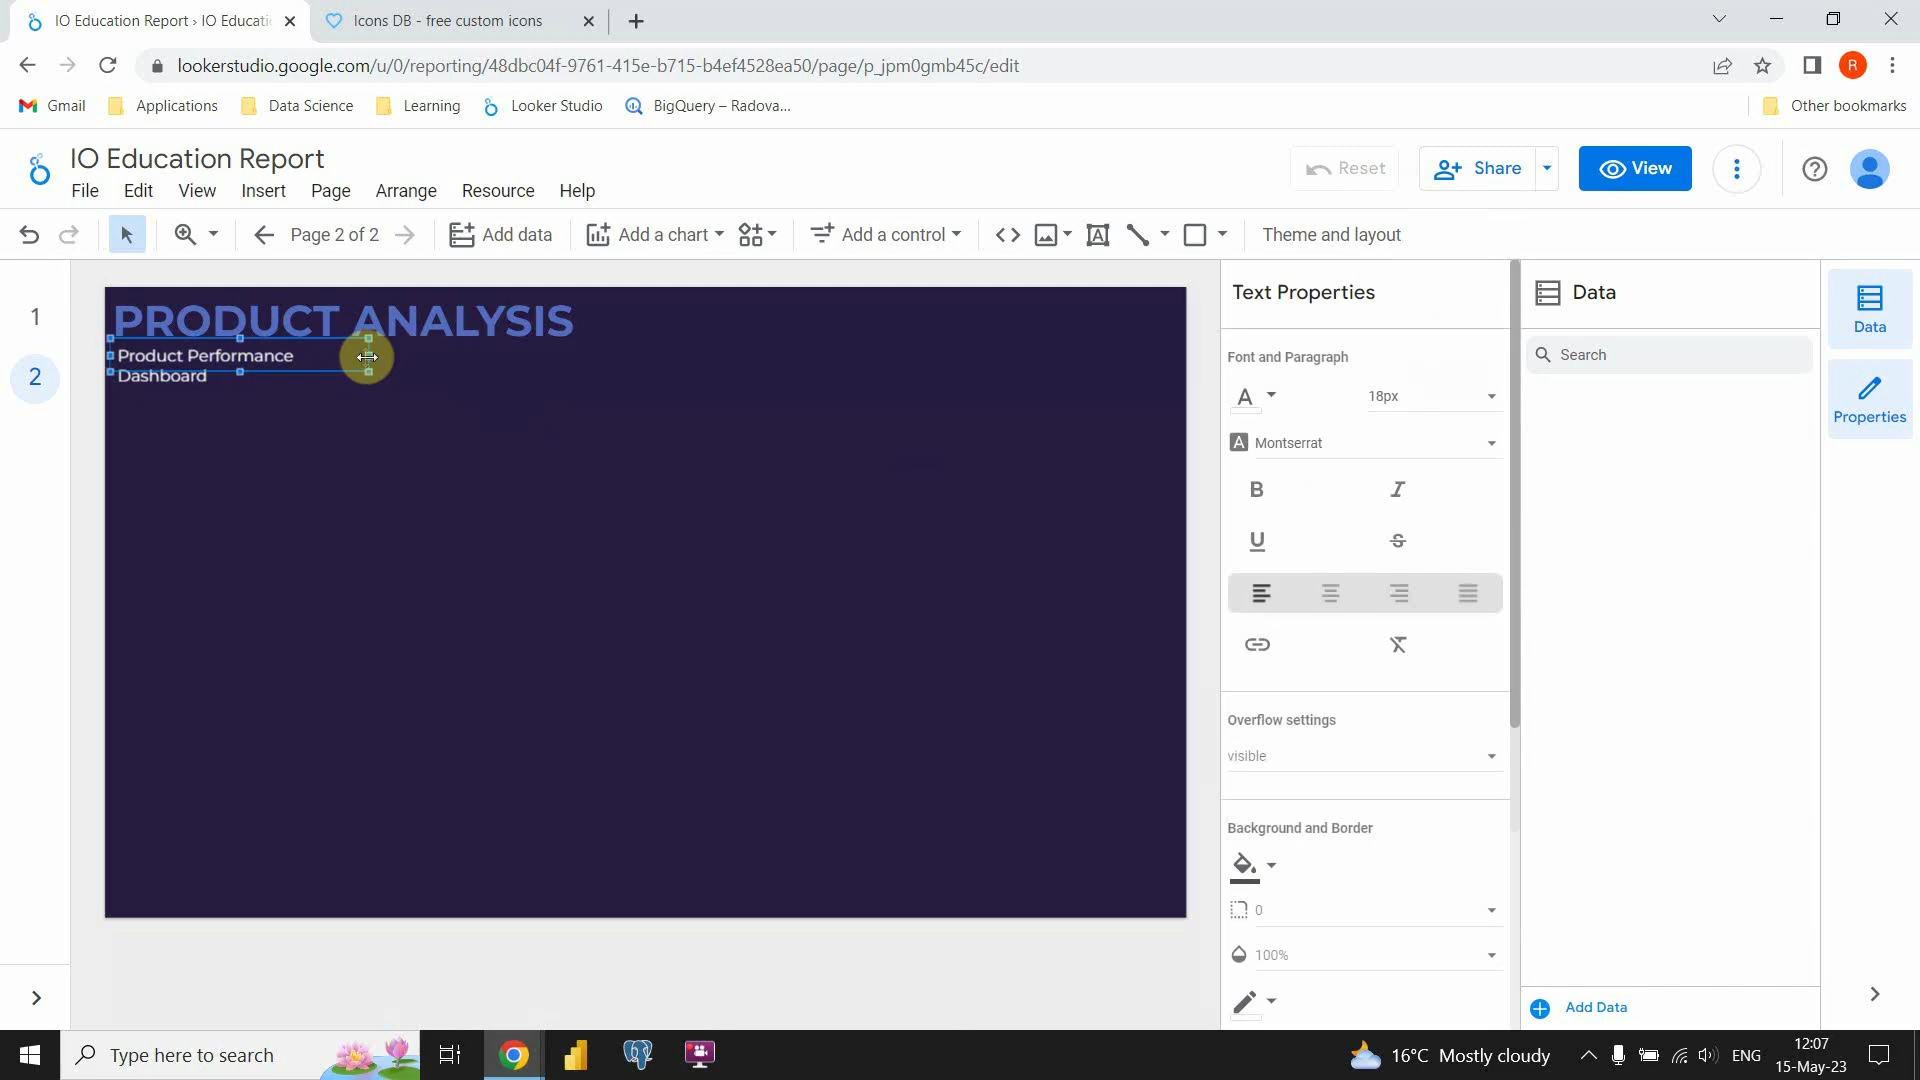 IO Education Report › IO Educati
Icons DB - free custom icons
lookerstudio.google.com/u/0/reporting/48dbc04f-9761-415e-b715-b4ef4528ea50/page/p_jpm0gmb45c/edit
R
Gmail
Applications
Data Science
Learning
Looker Studio
BigQuery – Radova...
Other bookmarks
IO Education Report
File Edit View Insert Page Arrange Resource Help
Reset
Share
View
Page 2 of 2
Add data
Add a chart
Add a control
Theme and layout
1
2
PRODUCT ANALYSIS
Product Performance
Dashboard
Text Properties
Font and Paragraph
A
18px
A Montserrat
B
I
U
S
Overflow settings
visible
Background and Border
0
100%
Data
Search
Add Data
Data
Properties
Type here to search
16°C Mostly cloudy
ENG
12:07
15-May-23